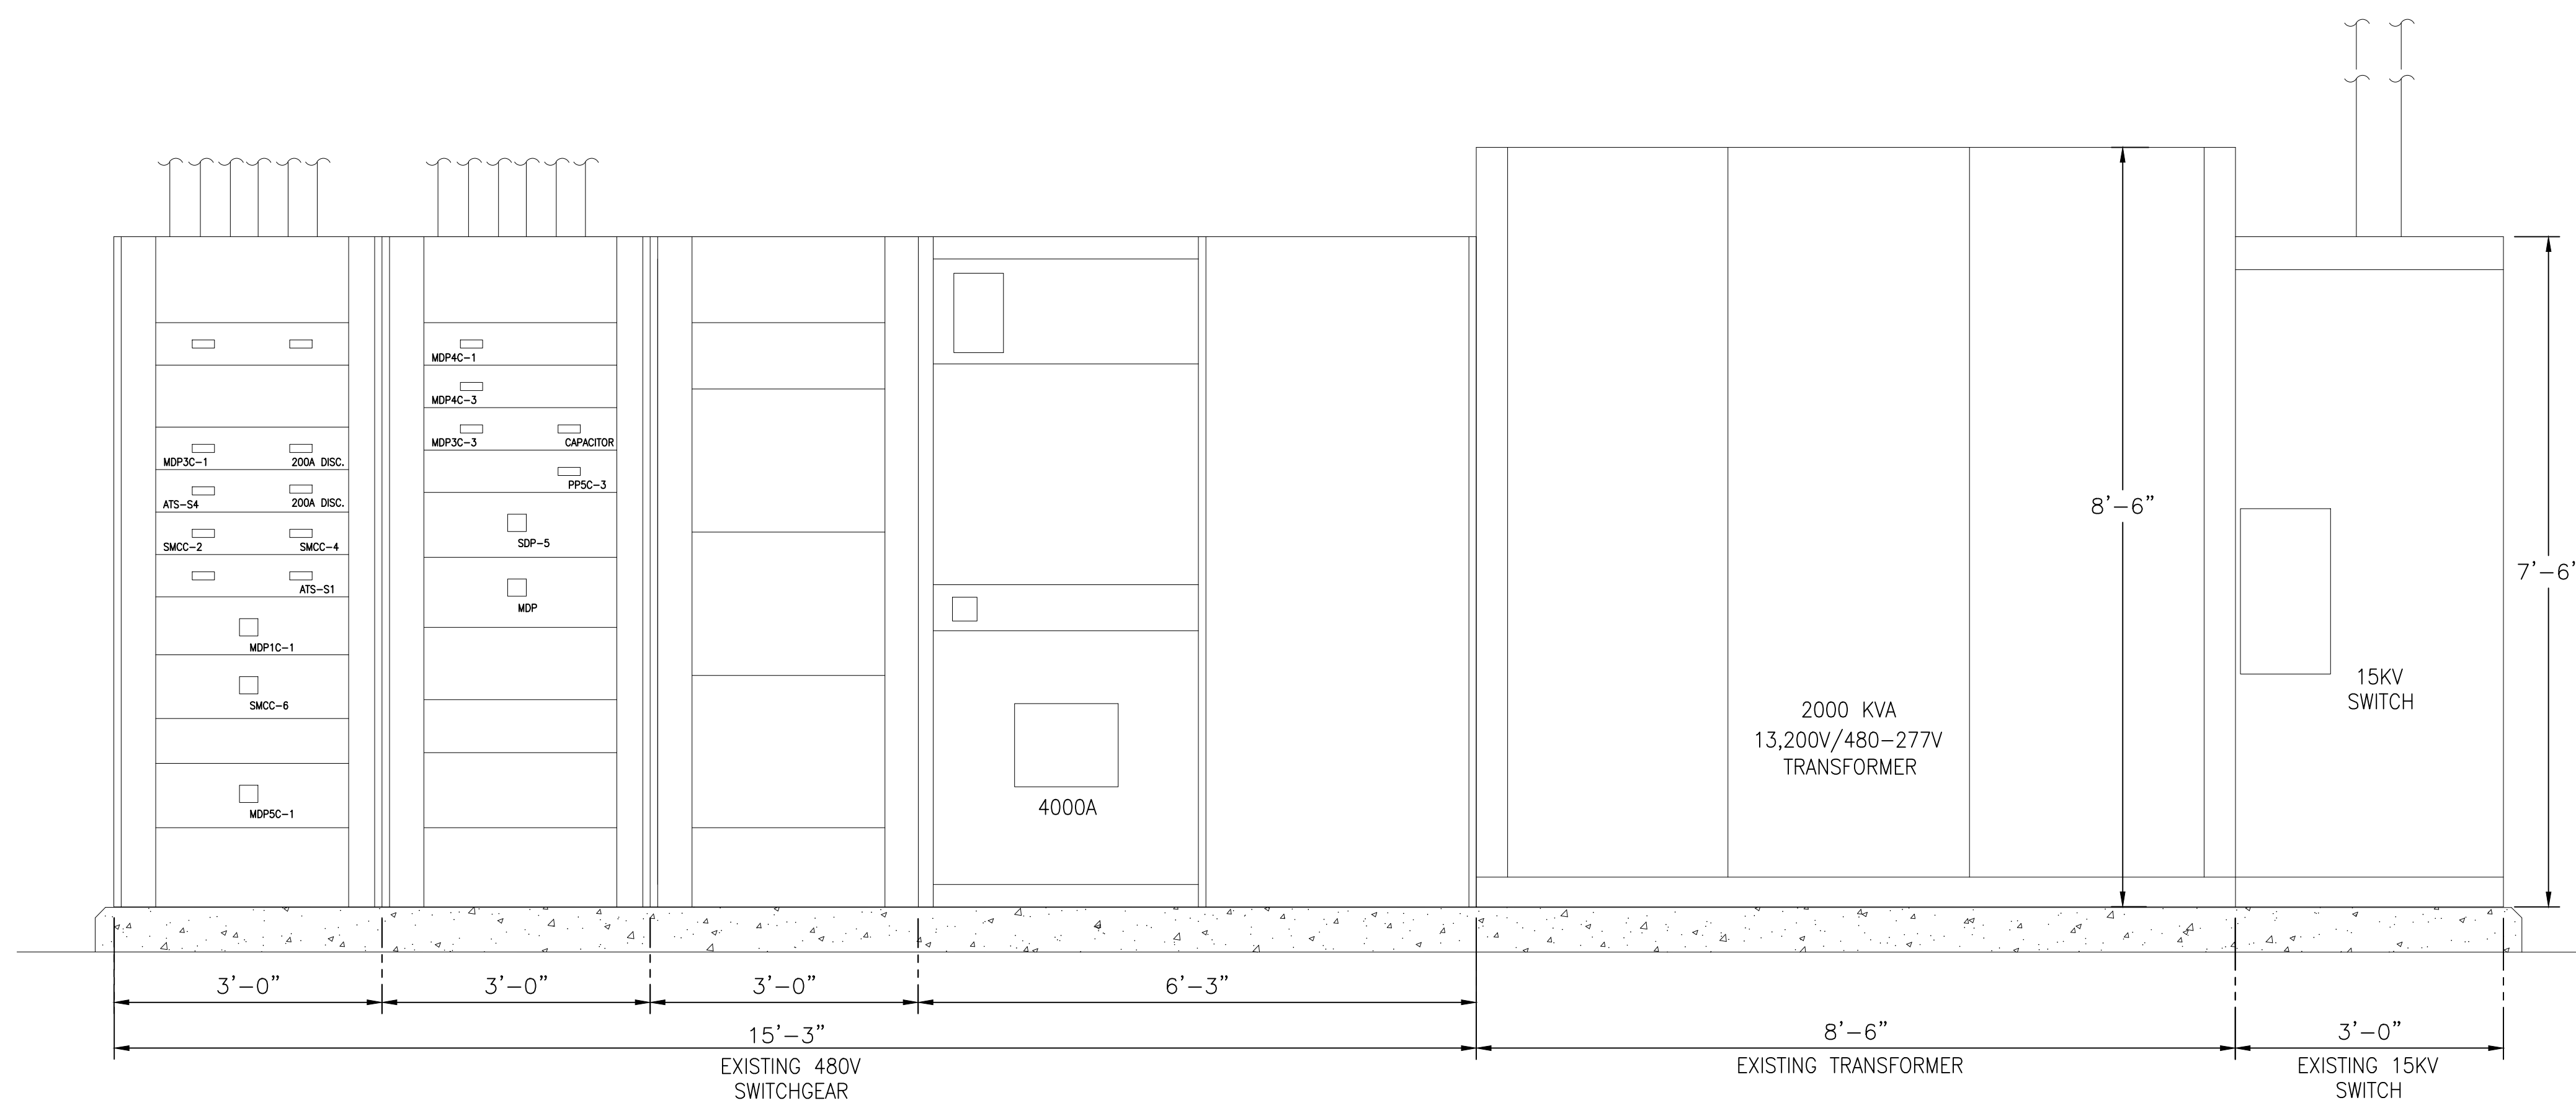 8'-6"
7'-6"
MDP4C-1
MDP4C-3
MDP3C-3
CAPACITOR
PP5C-3
SDP-5
MDP
MDP3C-1
200A DISC.
ATS-S4
200A DISC.
SMCC-2
SMCC-4
ATS-S1
MDP1C-1
SMCC-6
MDP5C-1
4000A
2000 KVA
13,200V/480-277V
TRANSFORMER
15KV
SWITCH
3'-0"
3'-0"
3'-0"
6'-3"
15'-3"
EXISTING 480V
SWITCHGEAR
8'-6"
EXISTING TRANSFORMER
3'-0"
EXISTING 15KV
SWITCH